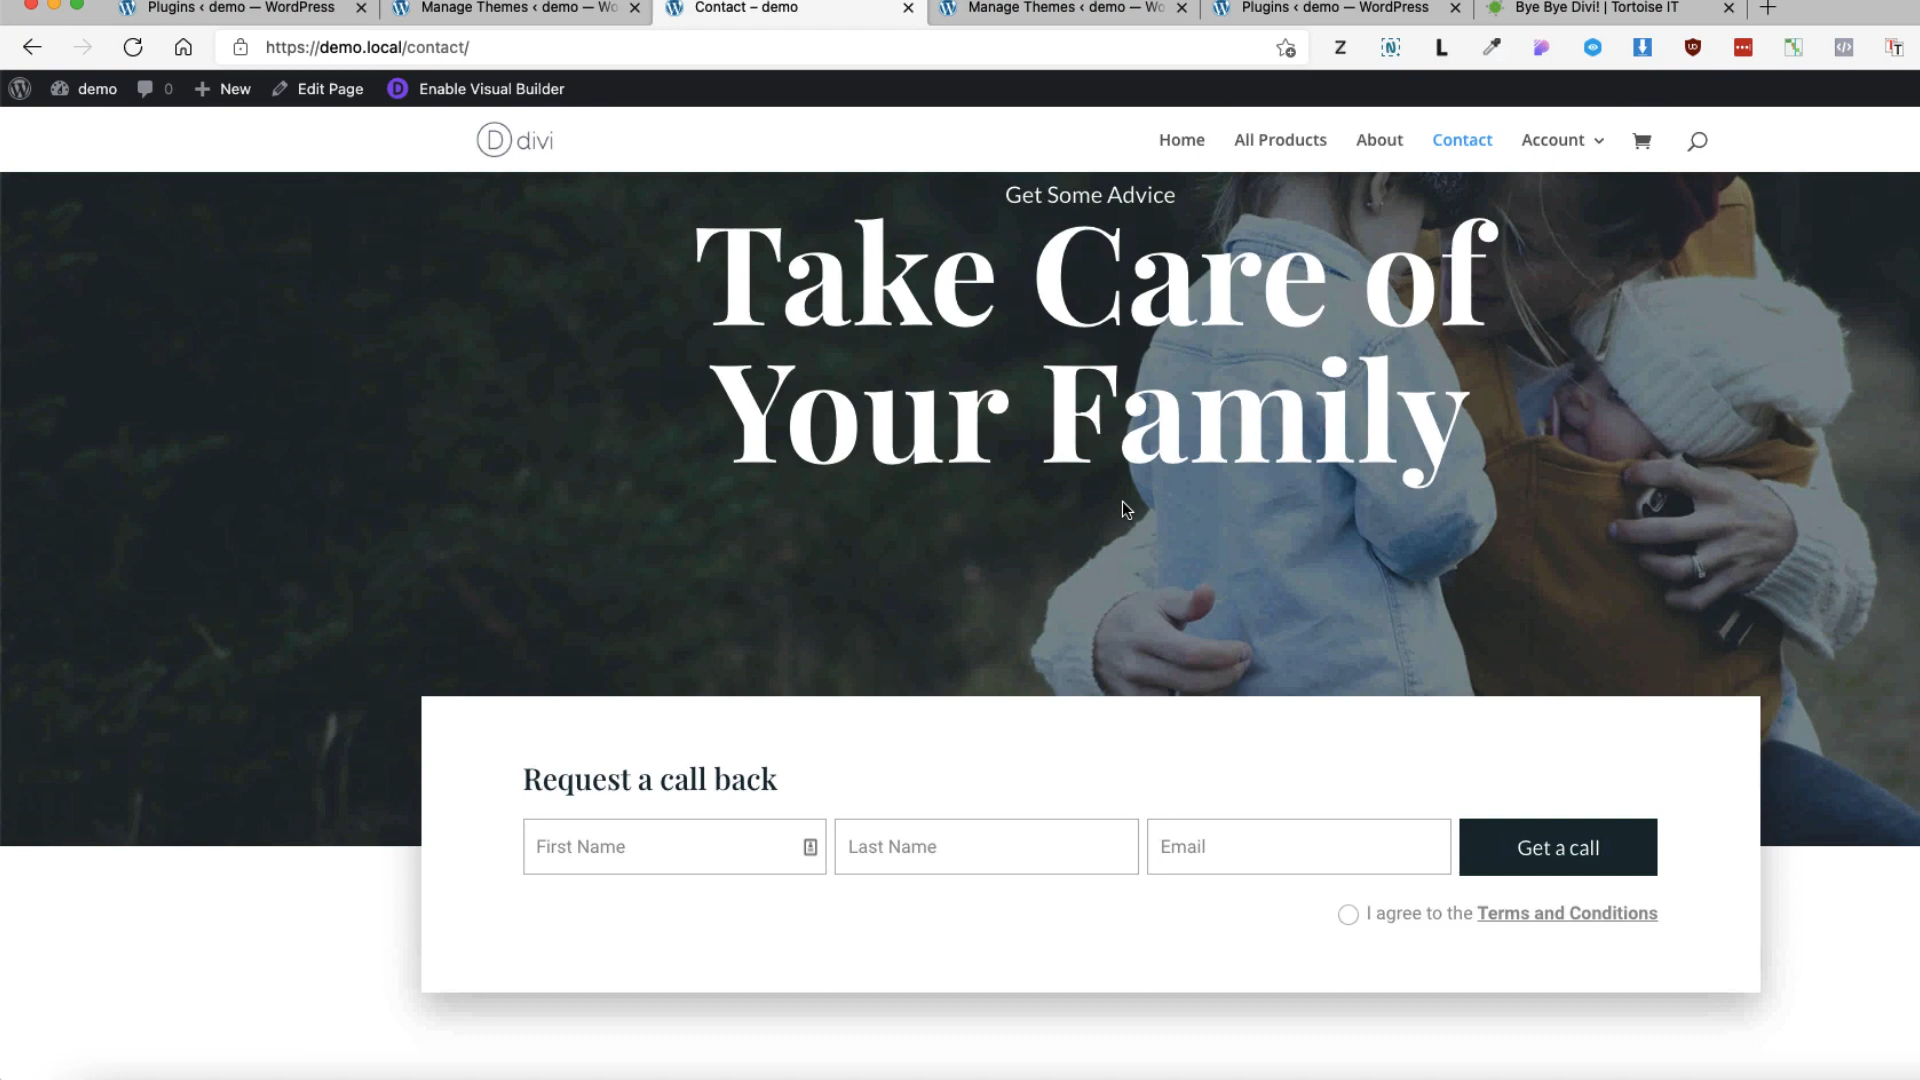 Plugins ‹ demo — WordPress
Manage Themes ‹ demo — Wo
Contact – demo
Manage Themes ‹ demo — Wo
Plugins ‹ demo — WordPress
Bye Bye Divi! | Tortoise IT
https://demo.local/contact/
demo
0
New
Edit Page
D
Enable Visual Builder
D divi
Home
All Products
About
Contact
Account
Get Some Advice
Take Care of
Your Family
Request a call back
First Name
Last Name
Email
Get a call
I agree to the Terms and Conditions